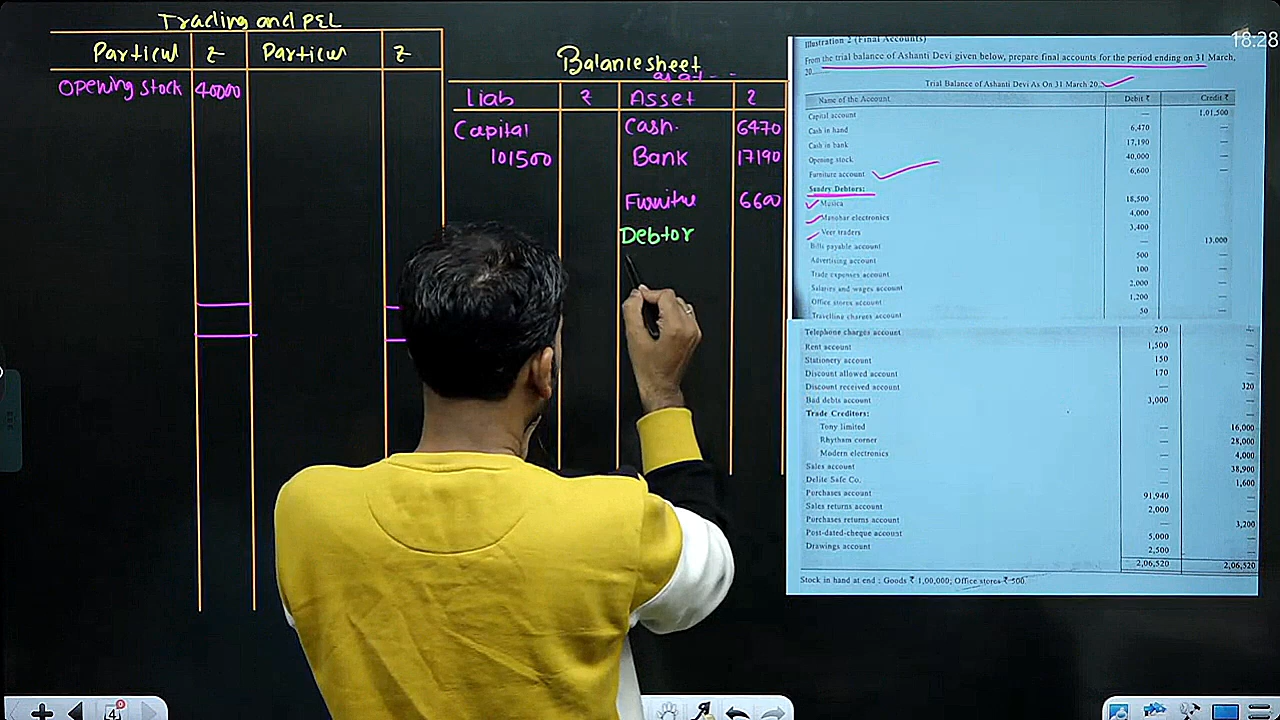 Trading and P&L
Particul ₹ Particus ₹
Opening stock 40000
Balance sheet
as at - - -
Liab ₹ Asset ₹
Capital Cash. 6470
101500 Bank 17190
Furnitre 6600
Debtor
18:28
Illustration 2 (Final Accounts)
From the trial balance of Ashanti Devi given below, prepare final accounts for the period ending on 31 March,
20......
Trial Balance of Ashanti Devi As On 31 March 20...
Name of the Account Debit ₹ Credit ₹
Capital account — 1,01,500
Cash in hand 6,470 —
Cash in bank 17,190 —
Opening stock 40,000 —
Furniture account 6,600 —
Sundry Debtors:
Musica 18,500 —
Manohar electronics 4,000 —
Veer traders 3,400 —
Bills payable account — 13,000
Advertising account 500 —
Trade expenses account 100 —
Salaries and wages account 2,000 —
Office stores account 1,200 —
Travelling charges account 50 —
Telephone charges account 250 —
Rent account 1,500 —
Stationery account 150 —
Discount allowed account 170 —
Discount received account — 320
Bad debts account 3,000 —
Trade Creditors:
Tony limited — 16,000
Rhytham corner — 28,000
Modern electronics — 4,000
Sales account — 38,900
Delite Safe Co. — 1,600
Purchases account 91,940 —
Sales returns account 2,000 —
Purchases returns account — 3,200
Post-dated-cheque account 5,000 —
Drawings account 2,500 —
2,06,520 2,06,520
Stock in hand at end : Goods ₹ 1,00,000; Office stores ₹ 500
4
0